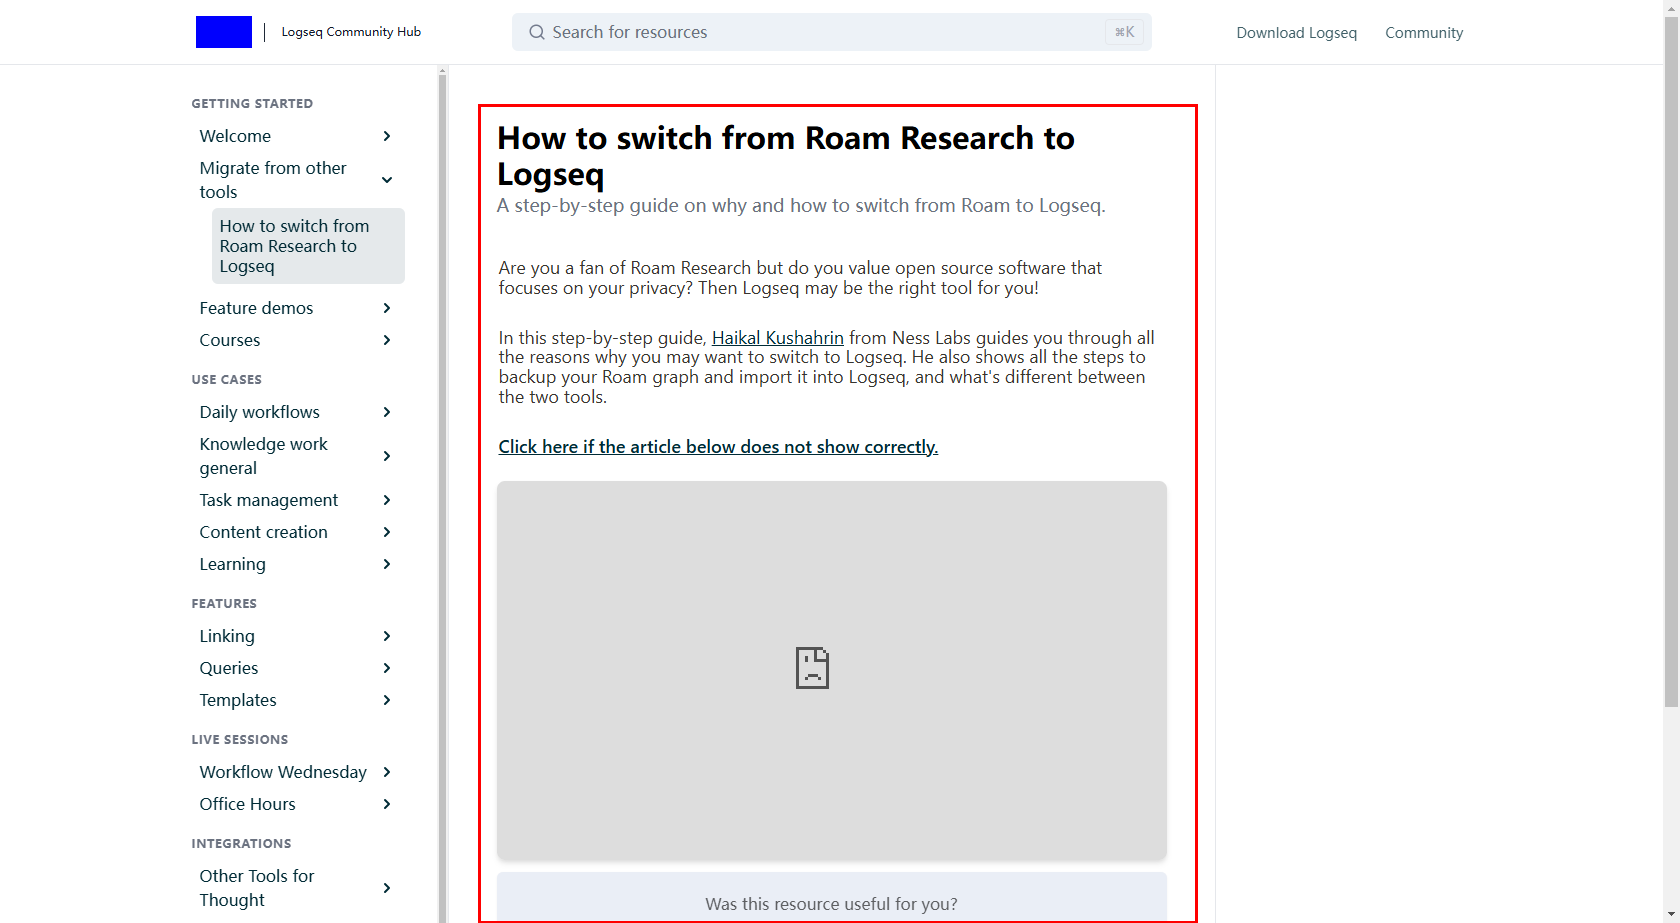 Logseq Community Hub
Search for resources
⌘K
Download Logseq
Community
GETTING STARTED
Welcome
Migrate from other
tools
How to switch from
Roam Research to
Logseq
Feature demos
Courses
USE CASES
Daily workflows
Knowledge work
general
Task management
Content creation
Learning
FEATURES
Linking
Queries
Templates
LIVE SESSIONS
Workflow Wednesday
Office Hours
INTEGRATIONS
Other Tools for
Thought
How to switch from Roam Research to
Logseq
A step-by-step guide on why and how to switch from Roam to Logseq.
Are you a fan of Roam Research but do you value open source software that
focuses on your privacy? Then Logseq may be the right tool for you!
In this step-by-step guide, Haikal Kushahrin from Ness Labs guides you through all
the reasons why you may want to switch to Logseq. He also shows all the steps to
backup your Roam graph and import it into Logseq, and what's different between
the two tools.
Click here if the article below does not show correctly.
Was this resource useful for you?